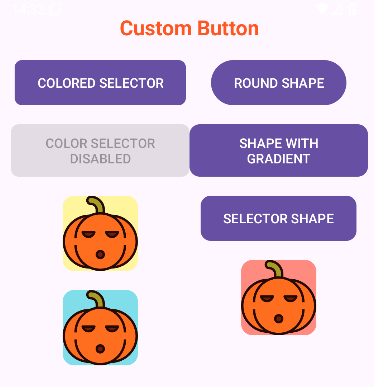 Custom Button
COLORED SELECTOR
ROUND SHAPE
COLOR SELECTOR
DISABLED
SHAPE WITH
GRADIENT
SELECTOR SHAPE